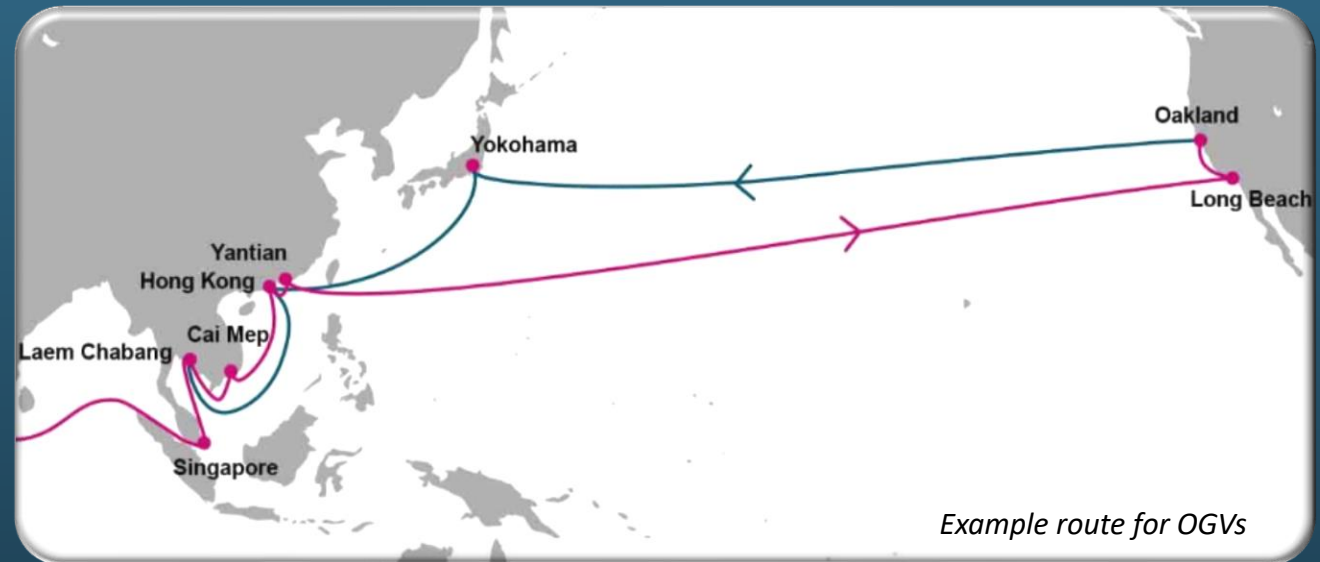 Oakland
Yokohama
Long Beach
Yantian
Hong Kong
Cai Mep
Laem Chabang
Singapore
Example route for OGVs